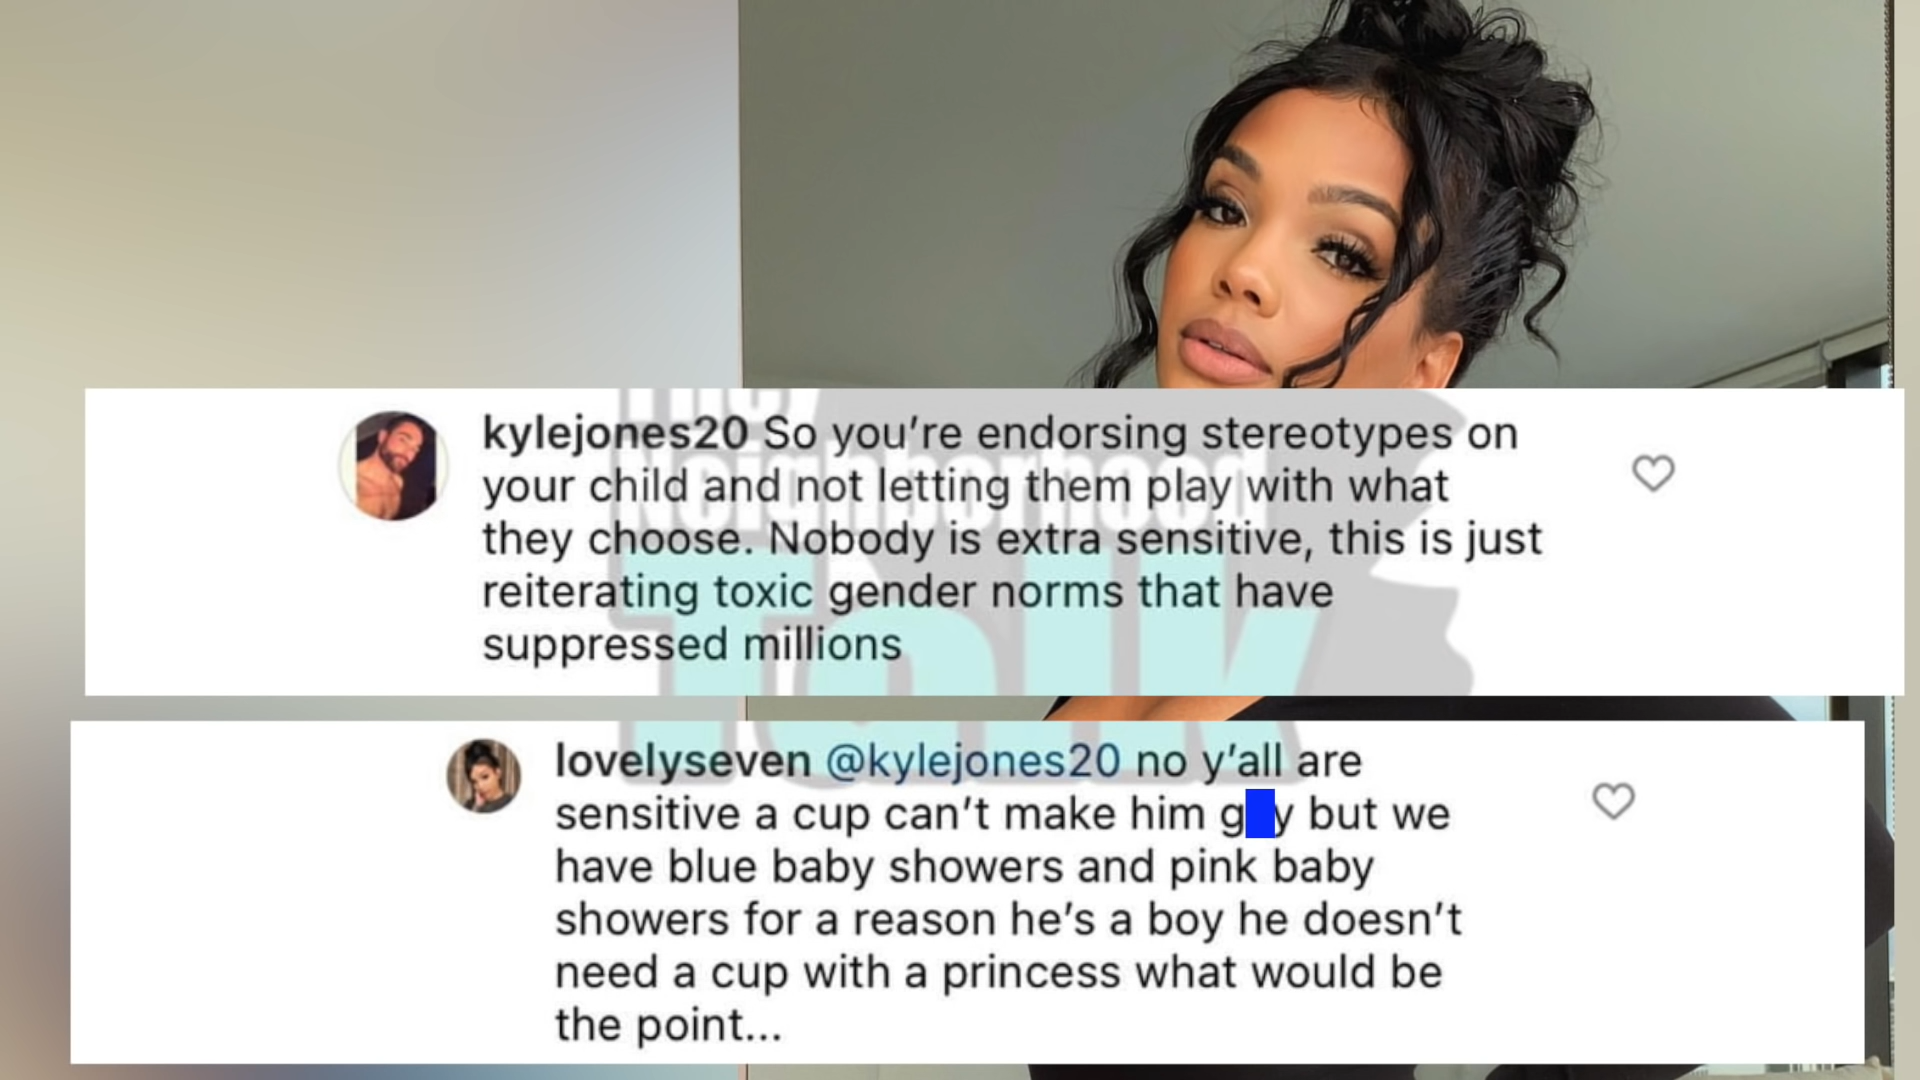 The
Neighborhood
Talk
kylejones20 So you’re endorsing stereotypes on
your child and not letting them play with what
they choose. Nobody is extra sensitive, this is just
reiterating toxic gender norms that have
suppressed millions
lovelyseven @kylejones20 no y’all are
sensitive a cup can’t make him g y but we
have blue baby showers and pink baby
showers for a reason he’s a boy he doesn’t
need a cup with a princess what would be
the point...